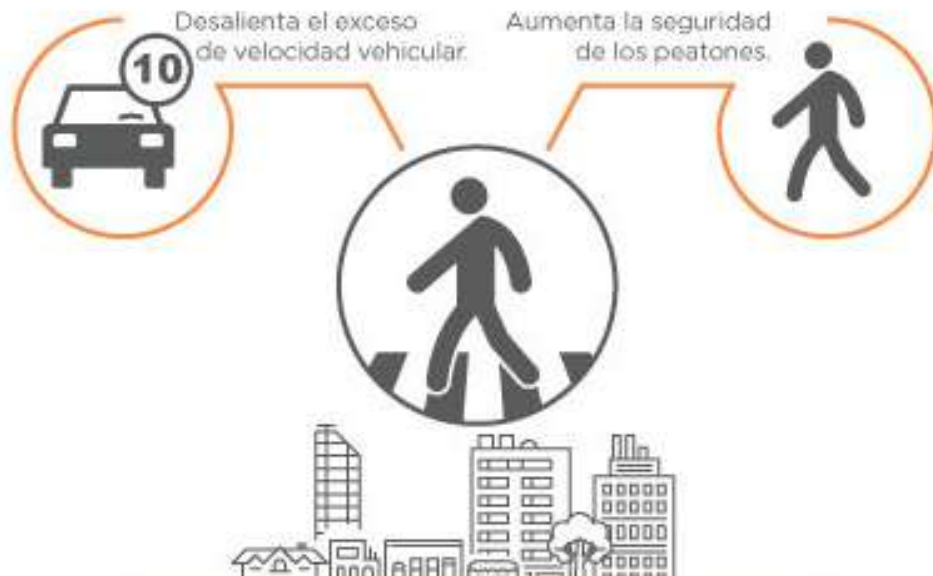 Desalienta el exceso
de velocidad vehicular.
Aumenta la seguridad
de los peatones.
10